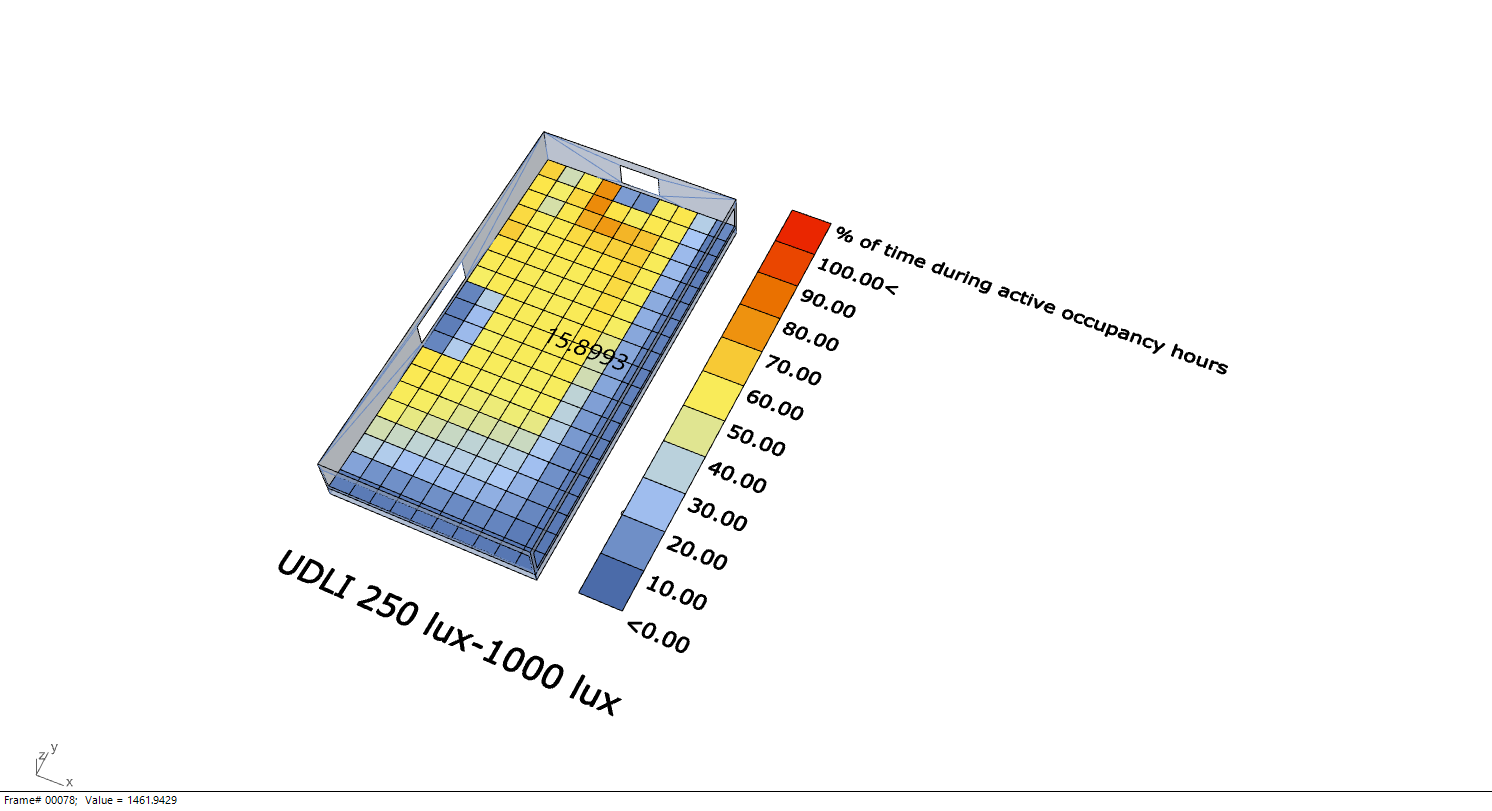 % of time during active occupancy hours
100.00<
90.00
80.00
70.00
60.00
50.00
40.00
30.00
20.00
10.00
<0.00
15.8993
UDLI 250 lux-1000 lux
z y
x
Frame# 00078; Value = 1461.9429